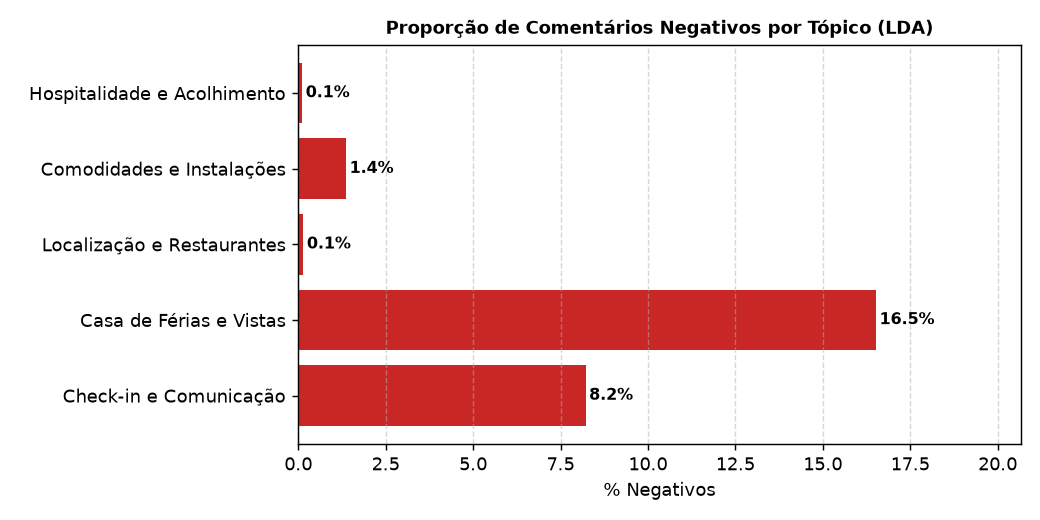 Proporção de Comentários Negativos por Tópico (LDA)
Hospitalidade e Acolhimento
0.1%
Comodidades e Instalações
1.4%
Localização e Restaurantes
0.1%
Casa de Férias e Vistas
16.5%
Check-in e Comunicação
8.2%
0.0 2.5 5.0 7.5 10.0 12.5 15.0 17.5 20.0
% Negativos